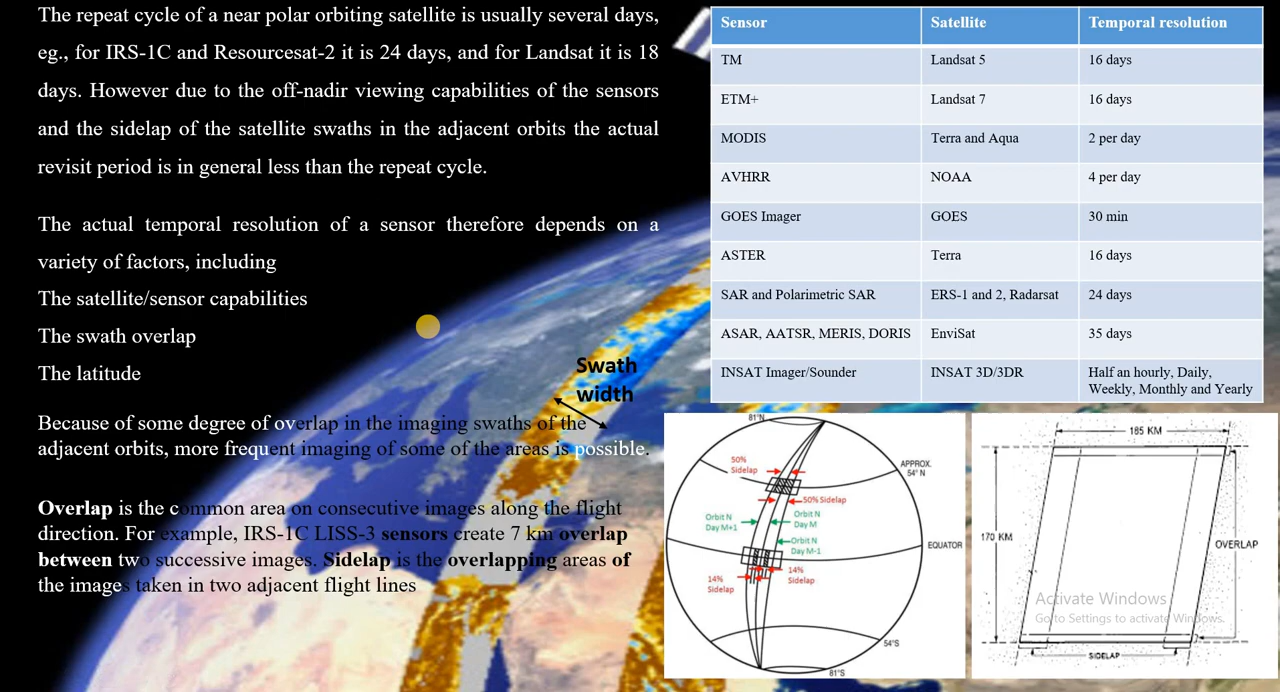 The repeat cycle of a near polar orbiting satellite is usually several days,
eg., for IRS-1C and Resourcesat-2 it is 24 days, and for Landsat it is 18
days. However due to the off-nadir viewing capabilities of the sensors
and the sidelap of the satellite swaths in the adjacent orbits the actual
revisit period is in general less than the repeat cycle.
The actual temporal resolution of a sensor therefore depends on a
variety of factors, including
The satellite/sensor capabilities
The swath overlap
The latitude
Swath
width
Because of some degree of overlap in the imaging swaths of the
adjacent orbits, more frequent imaging of some of the areas is possible.
Overlap is the common area on consecutive images along the flight
direction. For example, IRS-1C LISS-3 sensors create 7 km overlap
between two successive images. Sidelap is the overlapping areas of
the images taken in two adjacent flight lines
Sensor Satellite Temporal resolution
TM Landsat 5 16 days
ETM+ Landsat 7 16 days
MODIS Terra and Aqua 2 per day
AVHRR NOAA 4 per day
GOES Imager GOES 30 min
ASTER Terra 16 days
SAR and Polarimetric SAR ERS-1 and 2, Radarsat 24 days
ASAR, AATSR, MERIS, DORIS EnviSat 35 days
INSAT Imager/Sounder INSAT 3D/3DR Half an hourly, Daily,
Weekly, Monthly and Yearly
81°N
50%
Sidelap
APPROX.
54° N
50% Sidelap
Orbit N
Day M+1
Orbit N
Day M
Orbit N
Day M-1
EQUATOR
14%
Sidelap
14%
Sidelap
54°S
81°S
185 KM
170 KM
OVERLAP
SIDELAP
Activate Windows
Go to Settings to activate Windows.